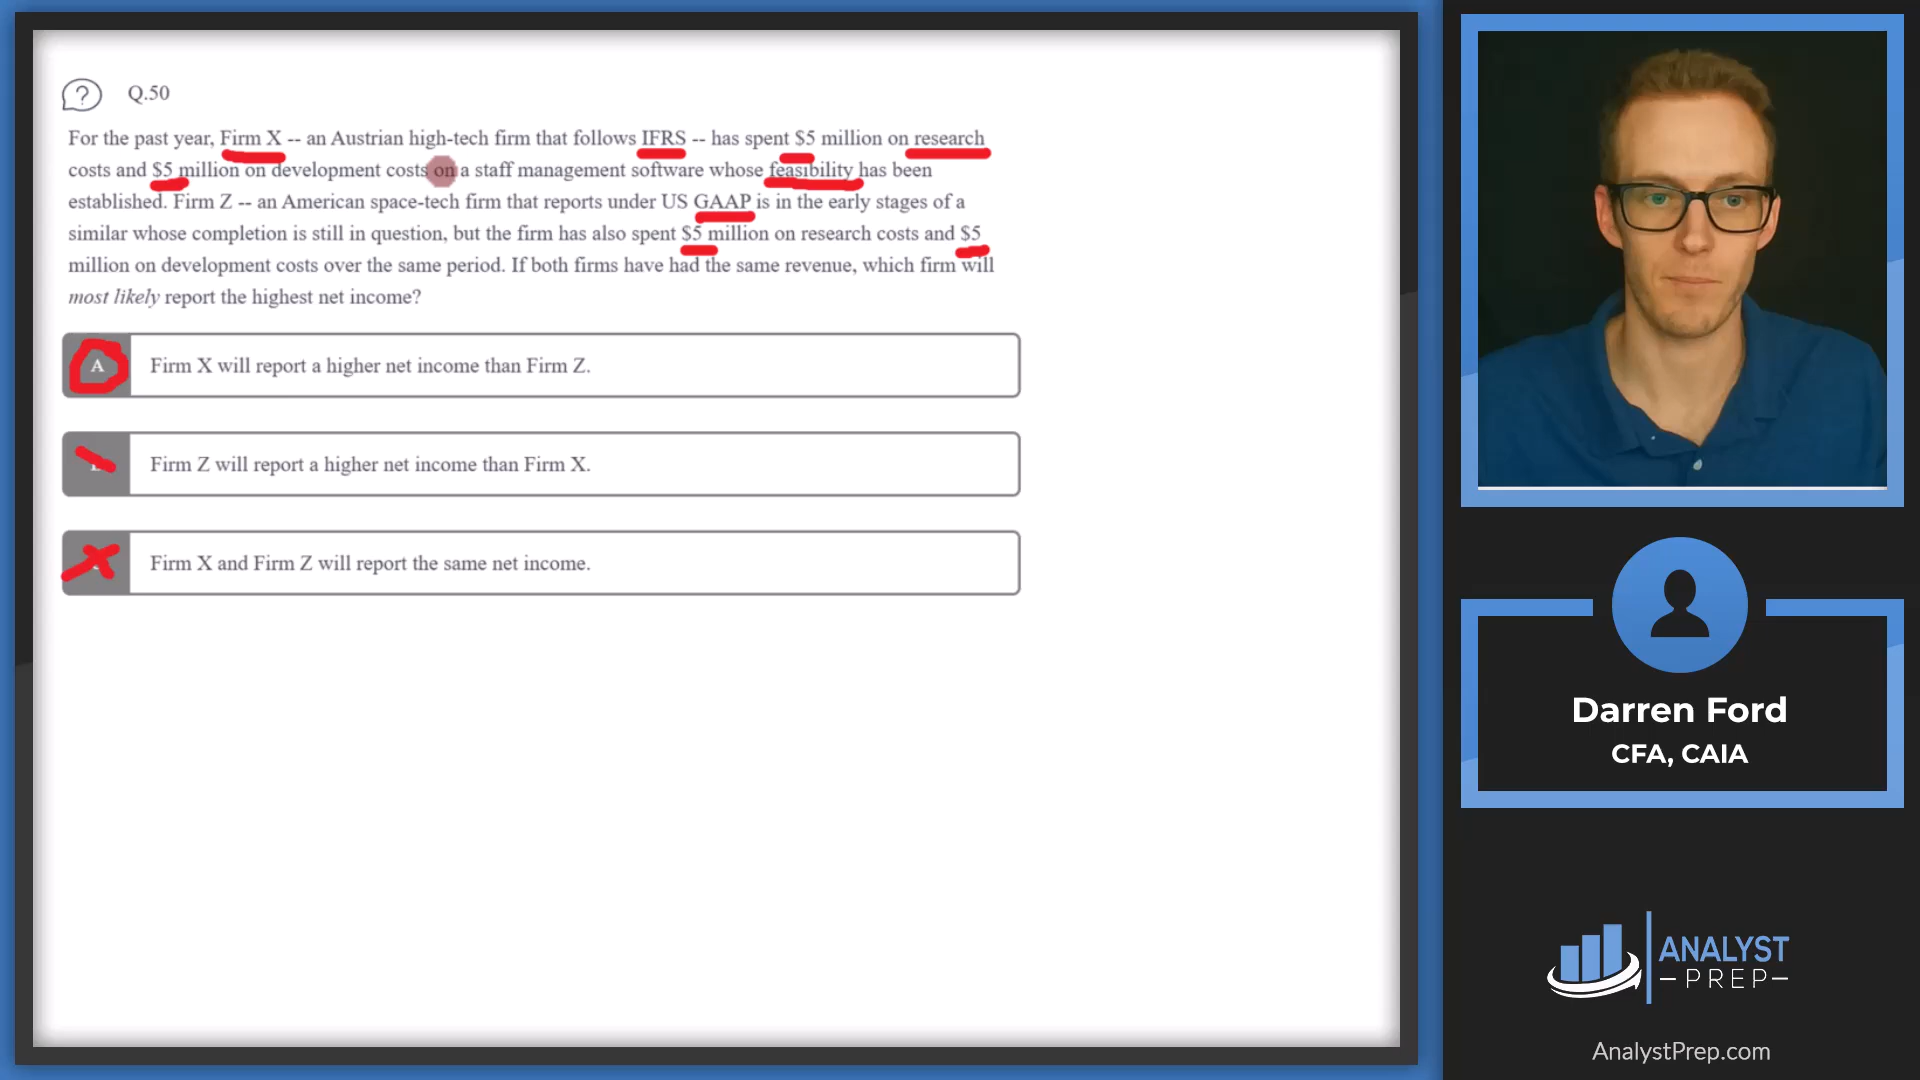 Q.50
For the past year, Firm X -- an Austrian high-tech firm that follows IFRS -- has spent $5 million on research
costs and $5 million on development costs on a staff management software whose feasibility has been
established. Firm Z -- an American space-tech firm that reports under US GAAP is in the early stages of a
similar whose completion is still in question, but the firm has also spent $5 million on research costs and $5
million on development costs over the same period. If both firms have had the same revenue, which firm will
most likely report the highest net income?
A
Firm X will report a higher net income than Firm Z.
Firm Z will report a higher net income than Firm X.
Firm X and Firm Z will report the same net income.
Darren Ford
CFA, CAIA
ANALYST
PREP
AnalystPrep.com